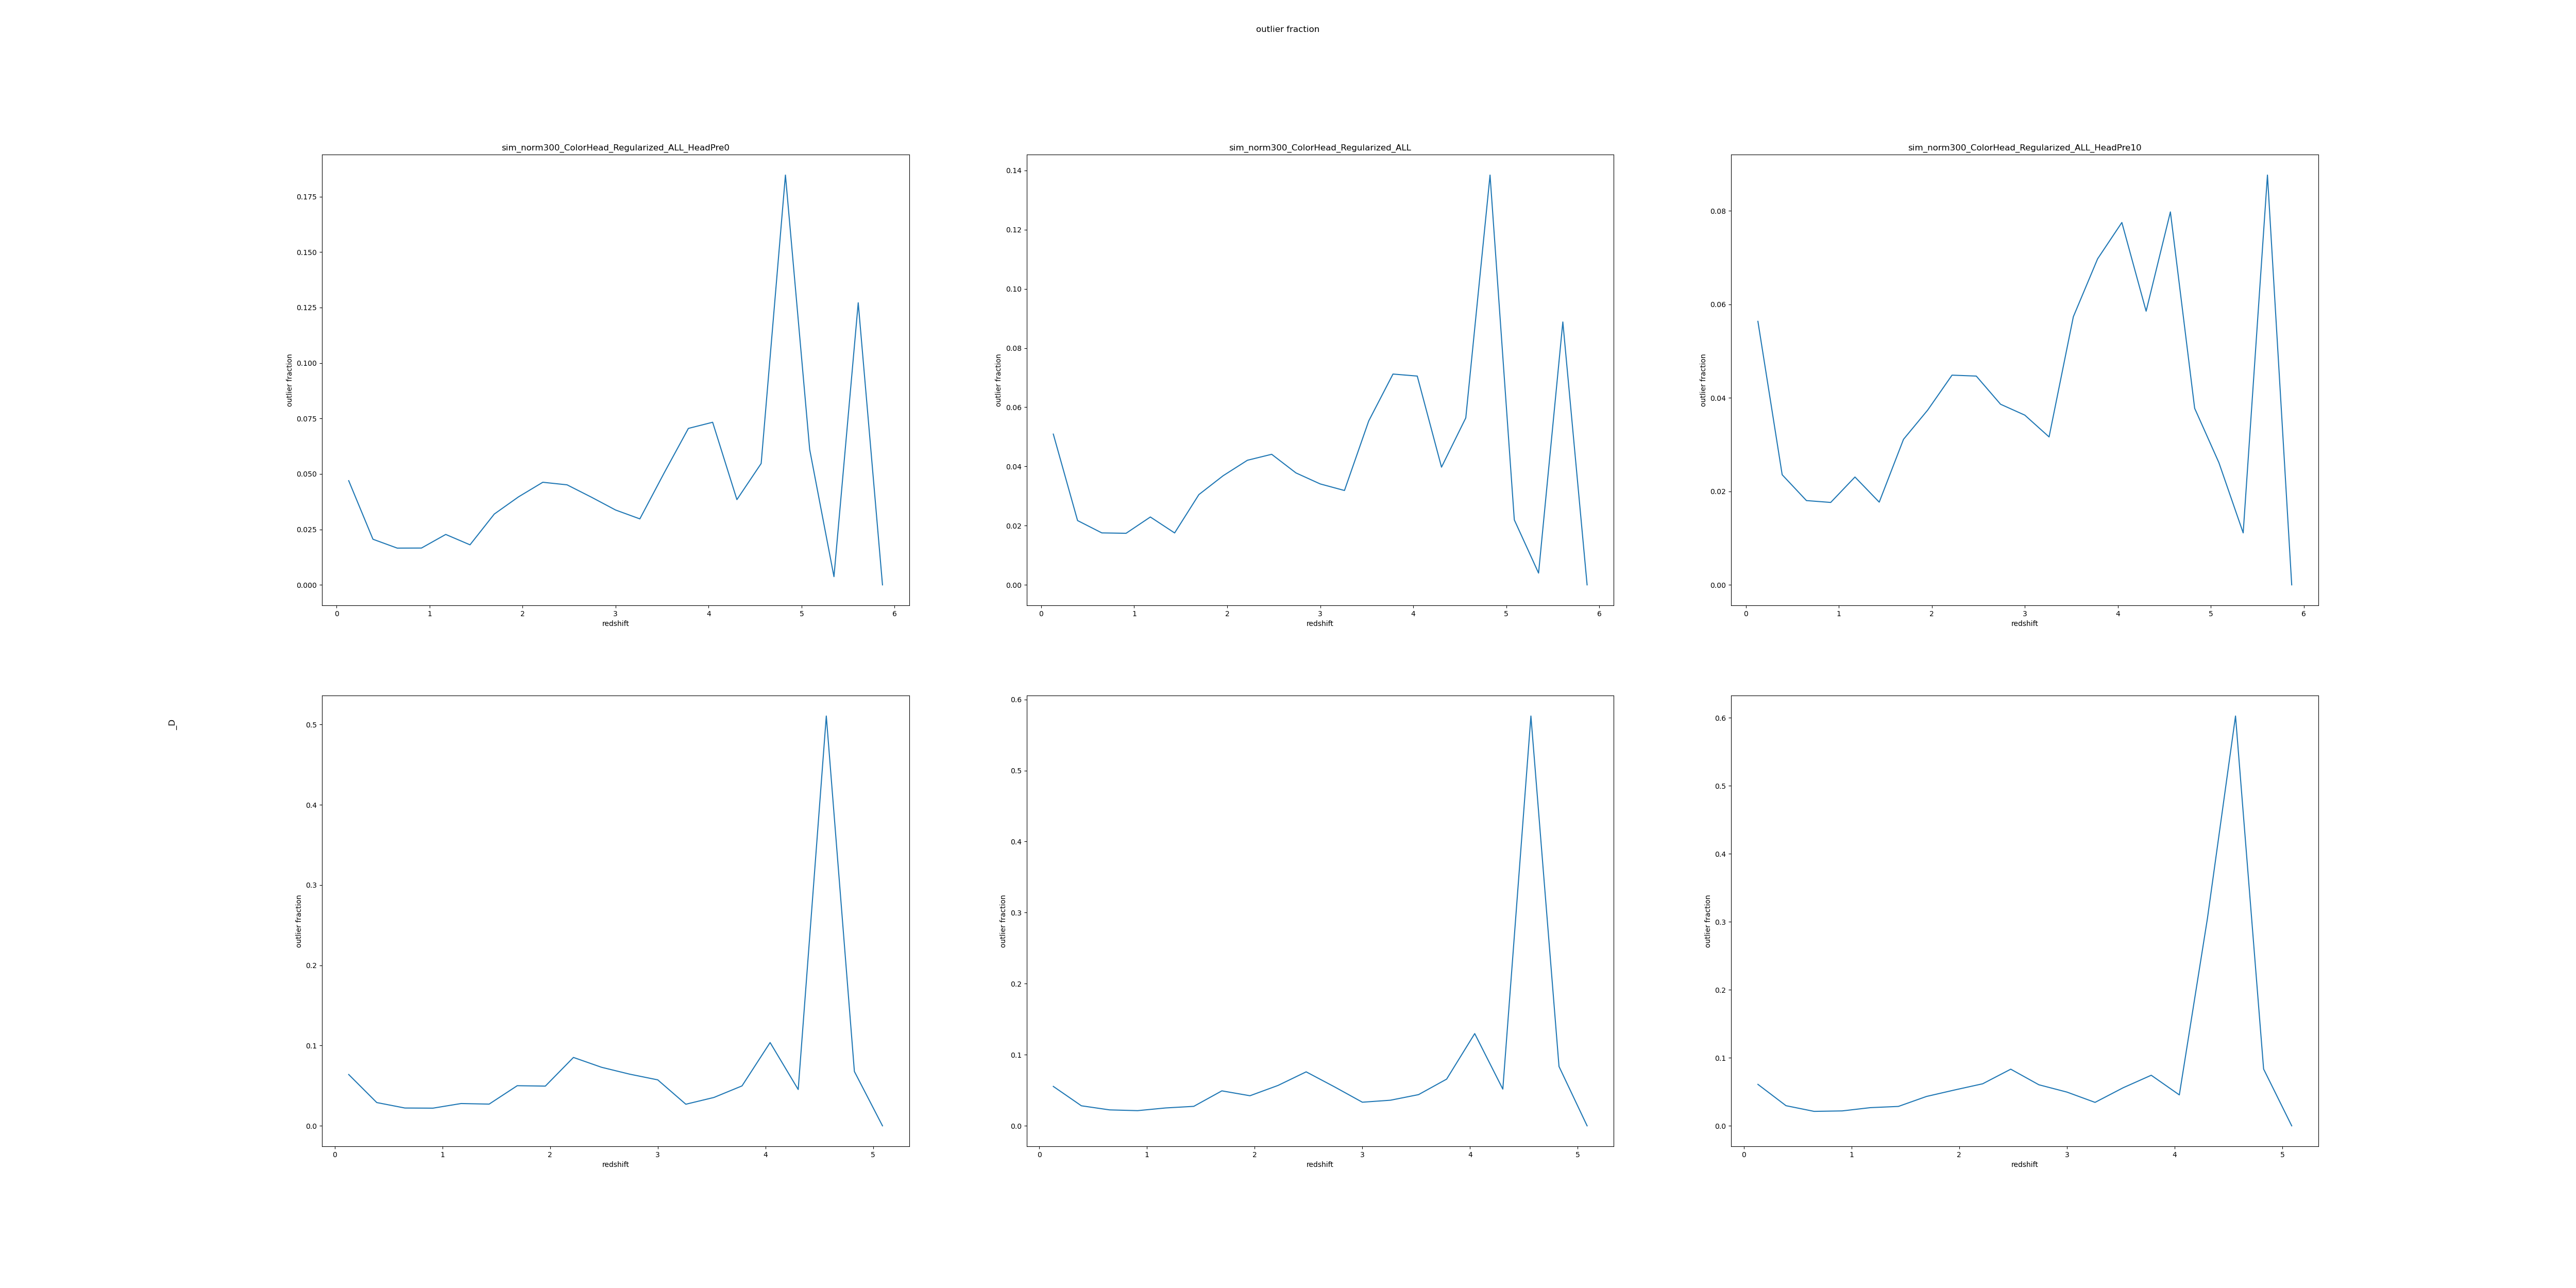 outlier fraction
sim_norm300_ColorHead_Regularized_ALL_HeadPre0
outlier fraction
0.175
0.150
0.125
0.100
0.075
0.050
0.025
0.000
0 1 2 3 4 5 6
redshift
sim_norm300_ColorHead_Regularized_ALL
outlier fraction
0.14
0.12
0.10
0.08
0.06
0.04
0.02
0.00
0 1 2 3 4 5 6
redshift
sim_norm300_ColorHead_Regularized_ALL_HeadPre10
outlier fraction
0.08
0.06
0.04
0.02
0.00
0 1 2 3 4 5 6
redshift
_D
outlier fraction
0.5
0.4
0.3
0.2
0.1
0.0
0 1 2 3 4 5
redshift
outlier fraction
0.6
0.5
0.4
0.3
0.2
0.1
0.0
0 1 2 3 4 5
redshift
outlier fraction
0.6
0.5
0.4
0.3
0.2
0.1
0.0
0 1 2 3 4 5
redshift